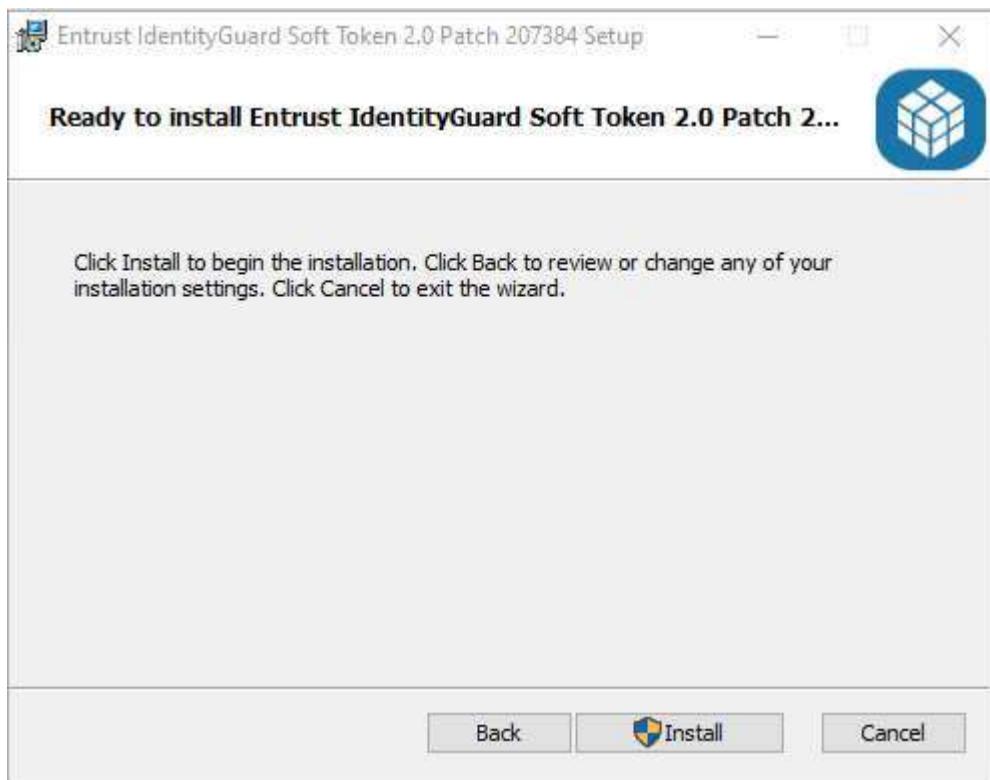 Entrust IdentityGuard Soft Token 2.0 Patch 207384 Setup
Ready to install Entrust IdentityGuard Soft Token 2.0 Patch 2...
Click Install to begin the installation. Click Back to review or change any of your
installation settings. Click Cancel to exit the wizard.
Back
Install
Cancel